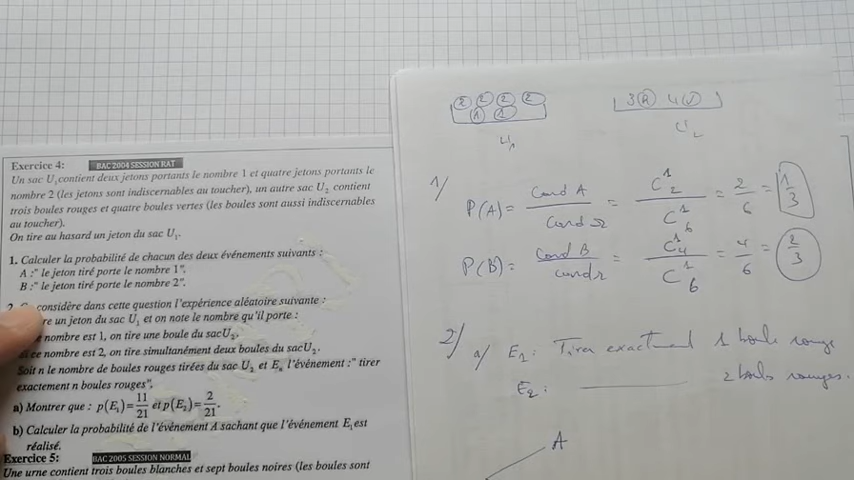 Exercice 4: BAC 2004 SESSION RAT
Un sac U₁ contient deux jetons portants le nombre 1 et quatre jetons portants le
nombre 2 (les jetons sont indiscernables au toucher), un autre sac U₂ contient
trois boules rouges et quatre boules vertes (les boules sont aussi indiscernables
au toucher).
On tire au hasard un jeton du sac U₁.
1. Calculer la probabilité de chacun des deux événements suivants :
A :" le jeton tiré porte le nombre 1".
B :" le jeton tiré porte le nombre 2".
2. considère dans cette question l'expérience aléatoire suivante :
un jeton du sac U₁ et on note le nombre qu'il porte :
nombre est 1, on tire une boule du sac U₂.
ce nombre est 2, on tire simultanément deux boules du sac U₂.
Soit n le nombre de boules rouges tirées du sac U₂ et Eₙ l'événement :" tirer
exactement n boules rouges".
a) Montrer que : p(E₁)= 11/21 et p(E₂)= 2/21.
b) Calculer la probabilité de l'événement A sachant que l'événement E₁ est
réalisé.
Exercice 5: BAC 2005 SESSION NORMAL
Une urne contient trois boules blanches et sept boules noires (les boules sont
2 2 2 2
1 1
U₁
3 R 4 V
U₂
1/ P(A) = Card A / Card Ω = C¹₂ / C¹₆ = 2/6 = 1/3
P(B) = Card B / Card Ω = C¹₄ / C¹₆ = 4/6 = 2/3
2/ a/ E₁ : Tirer exactement 1 boule rouge
E₂ : ———— 2 boules rouges.
A